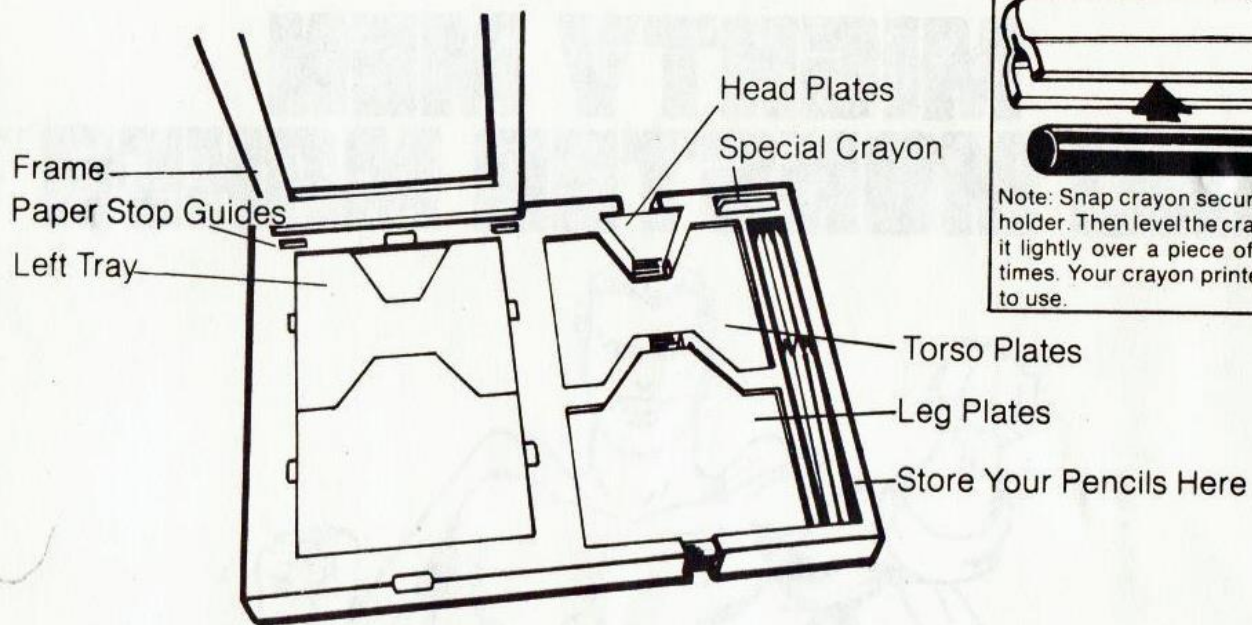 Head Plates
Special Crayon
Frame
Paper Stop Guides
Left Tray
Torso Plates
Leg Plates
Store Your Pencils Here
Note: Snap crayon secur
holder. Then level the cra
it lightly over a piece of
times. Your crayon printe
to use.